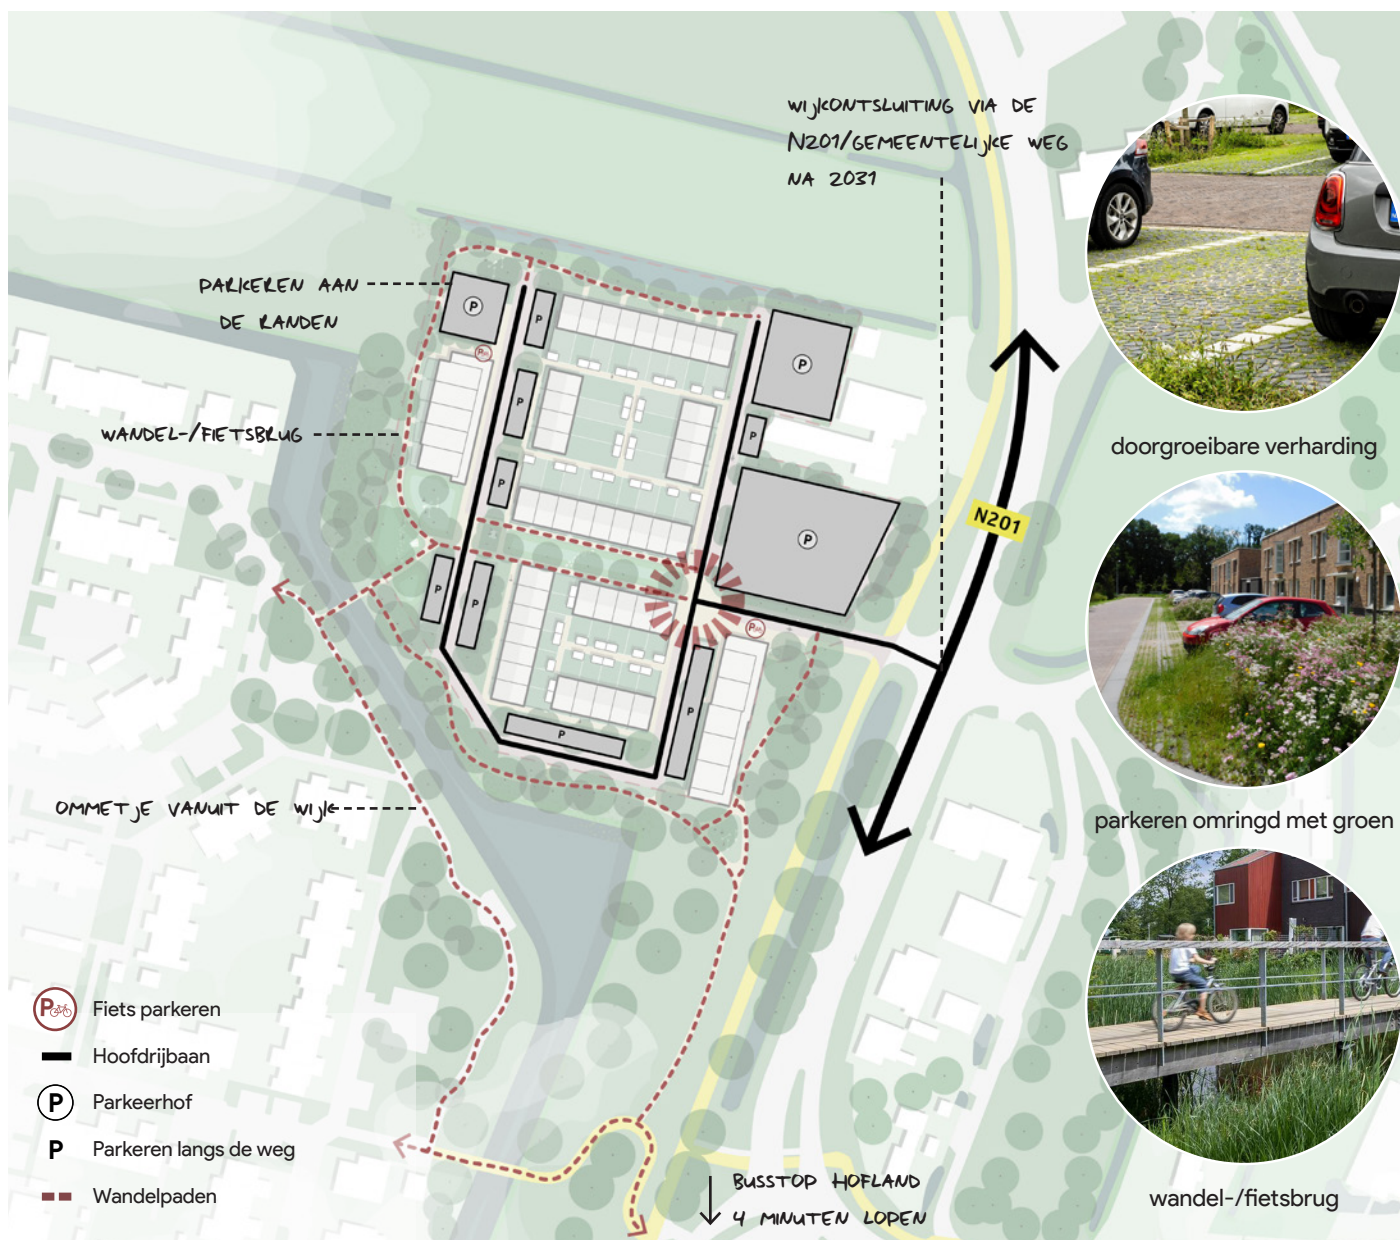 WIJKONTSLUITING VIA DE
N201/GEMEENTELIJKE WEG
NA 2031
PARKEREN AAN
DE RANDEN
WANDEL-/FIETSBRUG
OMMETJE VANUIT DE WIJK
N201
P
P
P
P
P
P
P
P
P
P
P
P
P
P
doorgroeibare verharding
parkeren omringd met groen
wandel-/fietsbrug
P Fiets parkeren
Hoofdrijbaan
P Parkeerhof
P Parkeren langs de weg
Wandelpaden
BUSSTOP HOFLAND
4 MINUTEN LOPEN